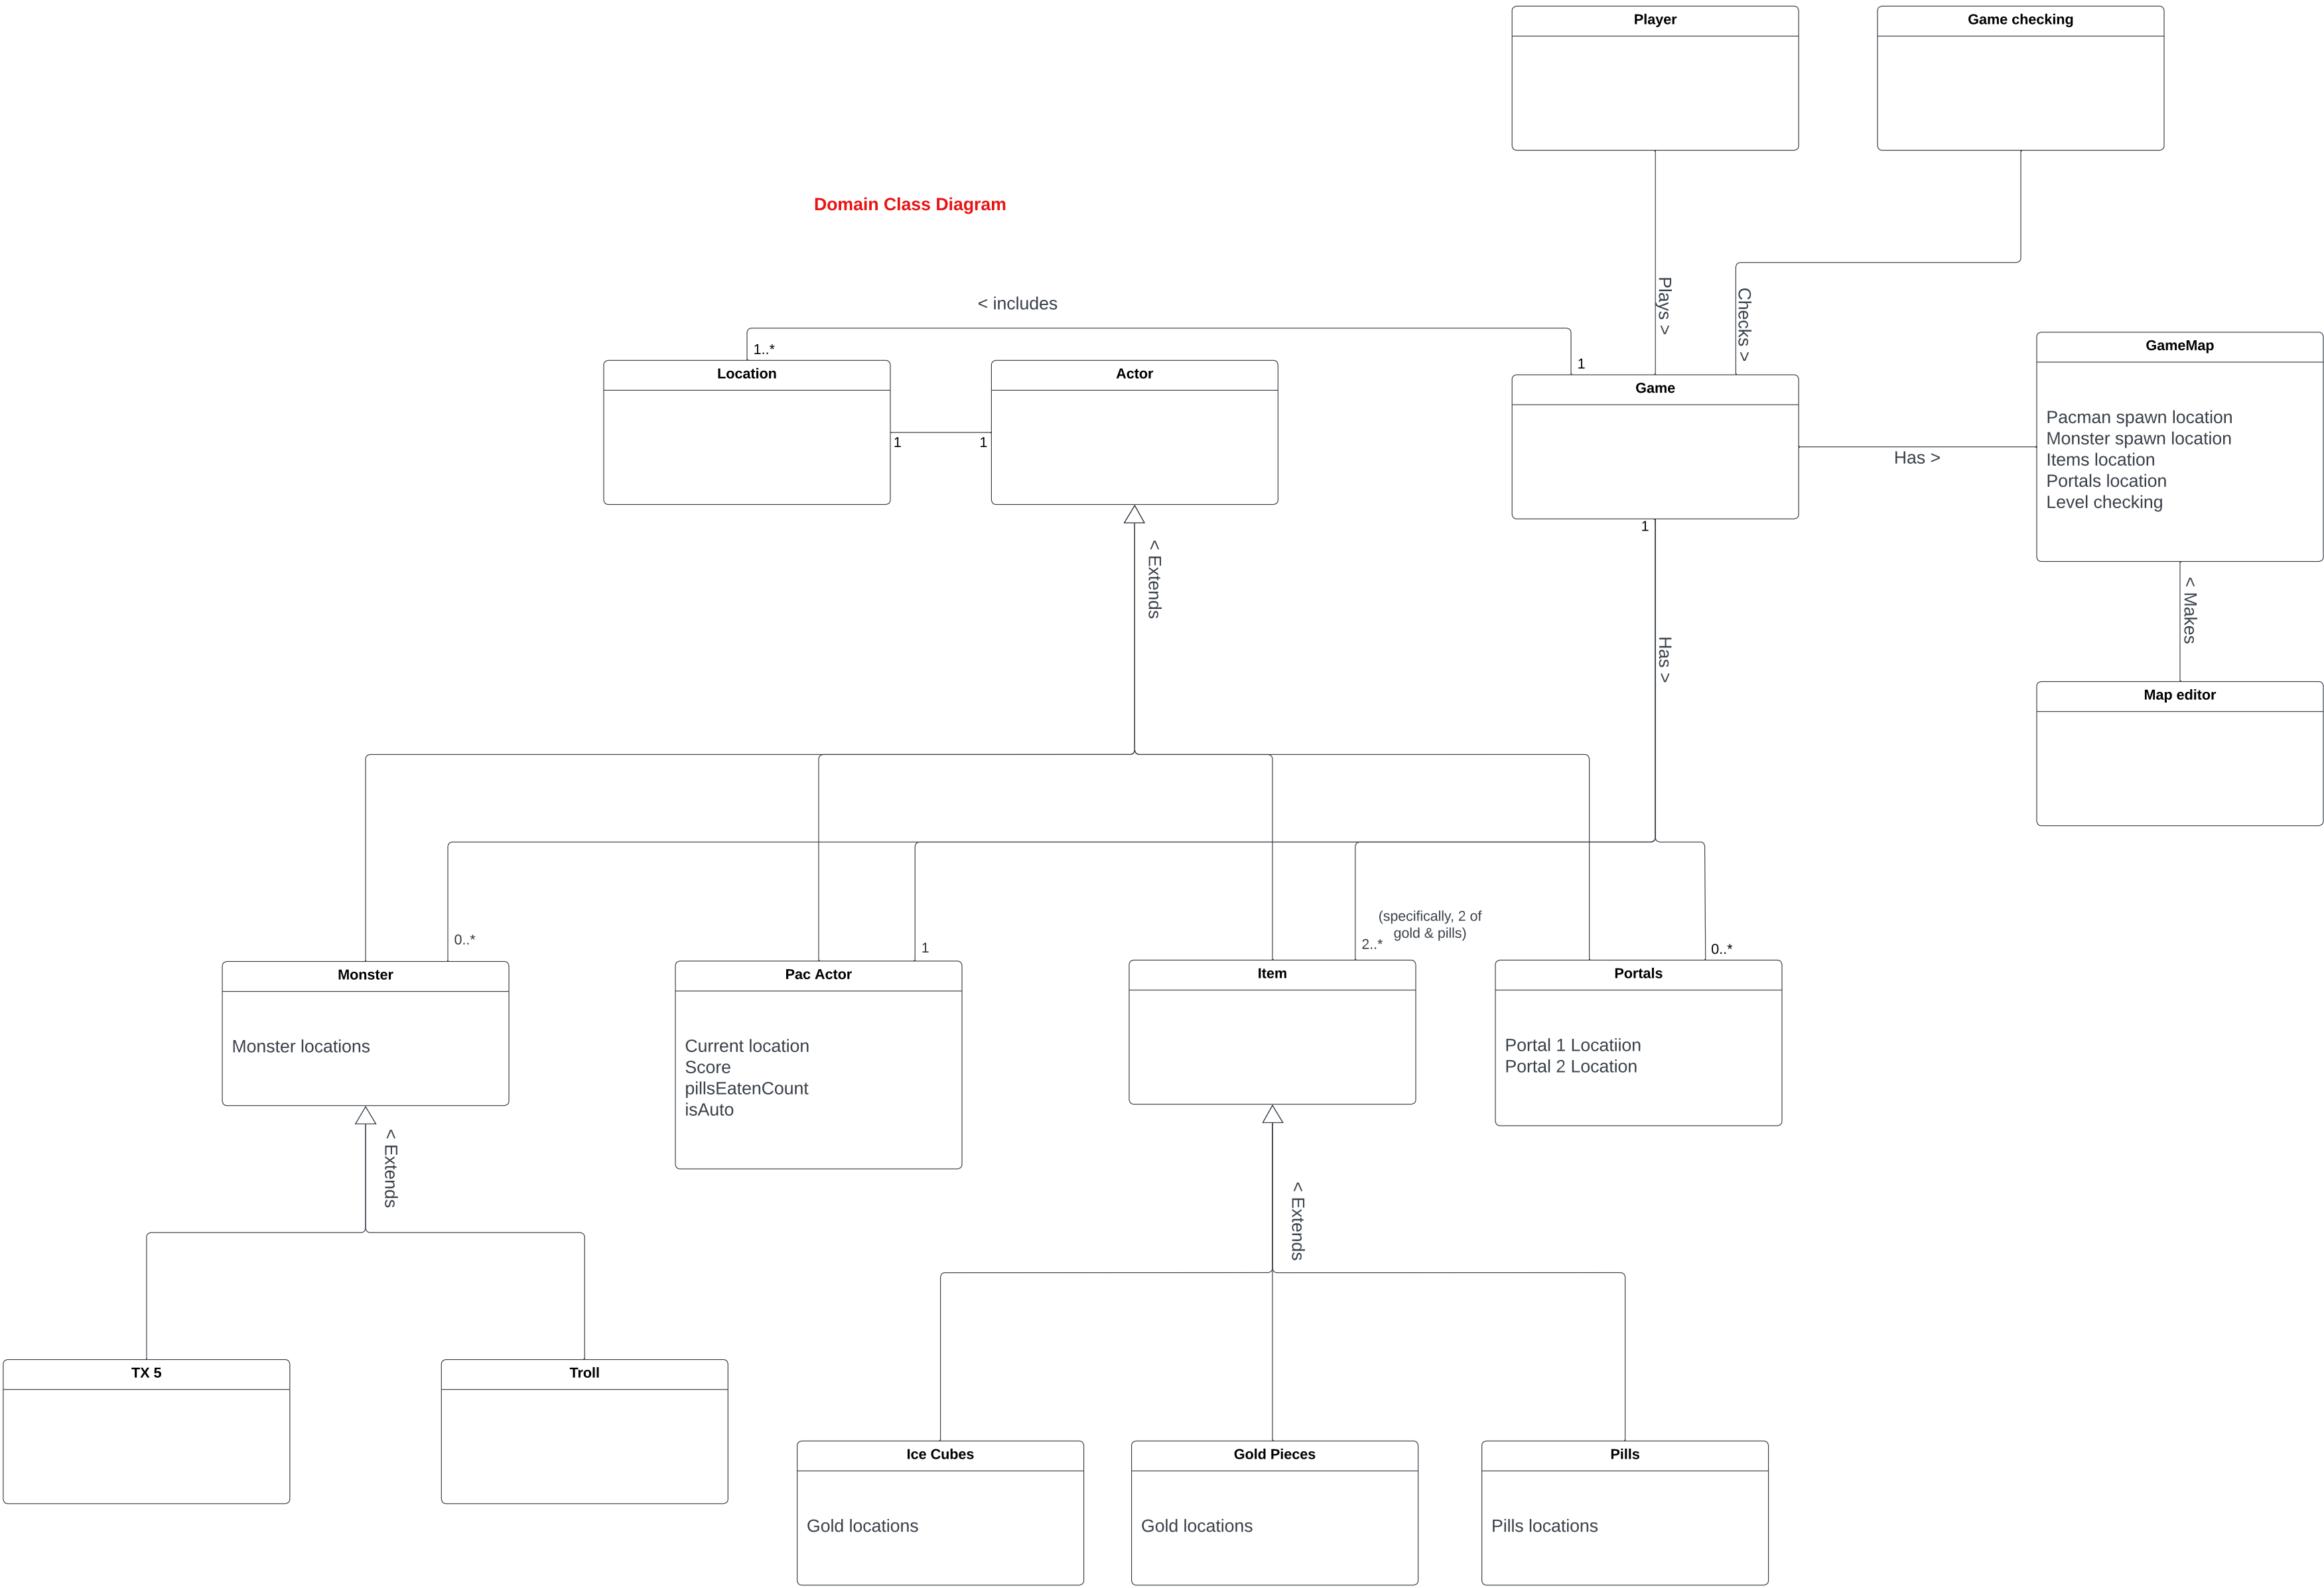 Player
Game checking
Domain Class Diagram
Plays >
Checks >
< includes
1..*
1
Location
Actor
Game
GameMap
1
1
Has >
Pacman spawn location
Monster spawn location
Items location
Portals location
Level checking
1
< Extends
Has >
< Makes
Map editor
(specifically, 2 of
gold & pills)
0..*
1
2..*
0..*
Monster
Pac Actor
Item
Portals
Monster locations
Current location
Score
pillsEatenCount
isAuto
Portal 1 Locatiion
Portal 2 Location
< Extends
< Extends
TX 5
Troll
Ice Cubes
Gold Pieces
Pills
Gold locations
Gold locations
Pills locations